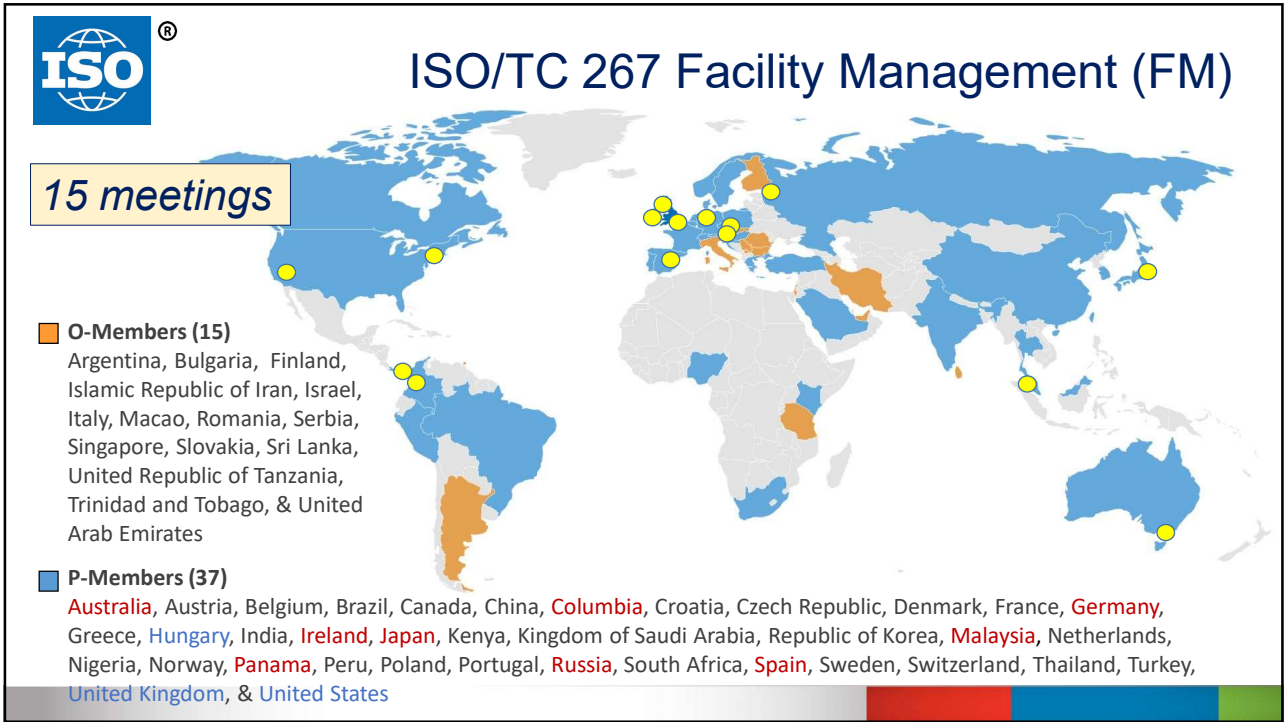 ISO ®
ISO/TC 267 Facility Management (FM)
15 meetings
O-Members (15)
Argentina, Bulgaria, Finland,
Islamic Republic of Iran, Israel,
Italy, Macao, Romania, Serbia,
Singapore, Slovakia, Sri Lanka,
United Republic of Tanzania,
Trinidad and Tobago, & United
Arab Emirates
P-Members (37)
Australia, Austria, Belgium, Brazil, Canada, China, Columbia, Croatia, Czech Republic, Denmark, France, Germany,
Greece, Hungary, India, Ireland, Japan, Kenya, Kingdom of Saudi Arabia, Republic of Korea, Malaysia, Netherlands,
Nigeria, Norway, Panama, Peru, Poland, Portugal, Russia, South Africa, Spain, Sweden, Switzerland, Thailand, Turkey,
United Kingdom, & United States